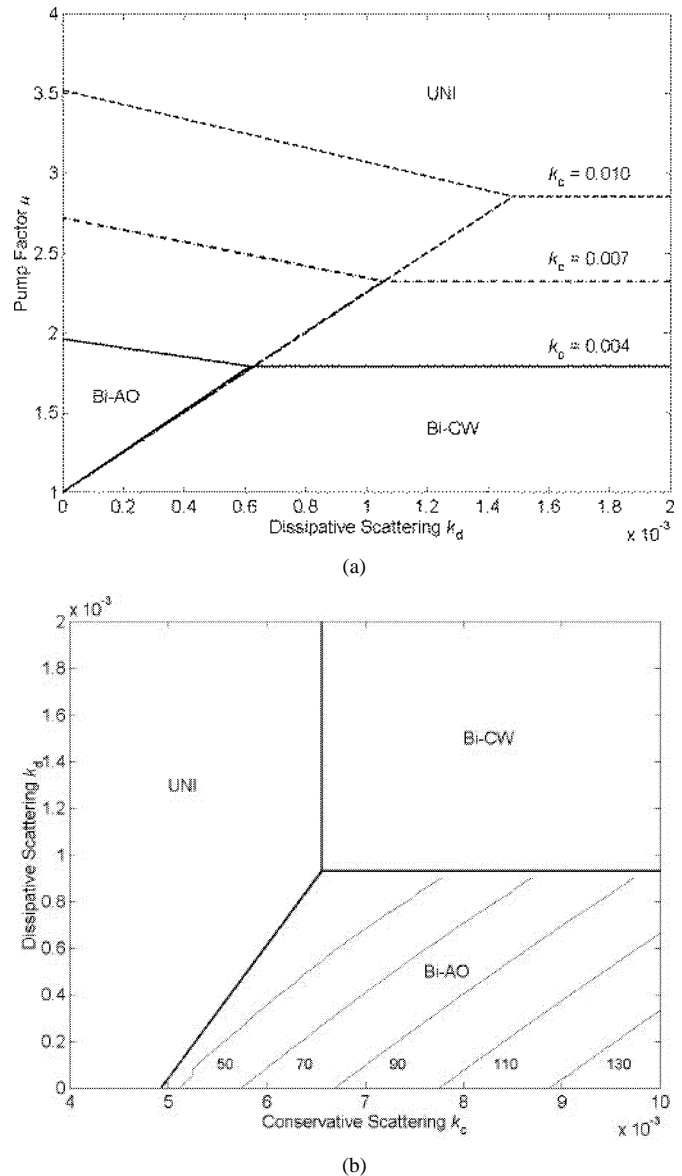 4
3.5
3
2.5
2
1.5
1
Pump Factor μ
UNI
k_c = 0.010
k_c = 0.007
k_c = 0.004
Bi-AO
Bi-CW
0 0.2 0.4 0.6 0.8 1 1.2 1.4 1.6 1.8 2
Dissipative Scattering k_d
x 10⁻³
(a)
x 10⁻³
2
1.8
1.6
1.4
1.2
1
0.8
0.6
0.4
0.2
0
Dissipative Scattering k_d
UNI
Bi-CW
Bi-AO
50 70 90 110 130
4 5 6 7 8 9 10
Conservative Scattering k_c
x 10⁻³
(b)